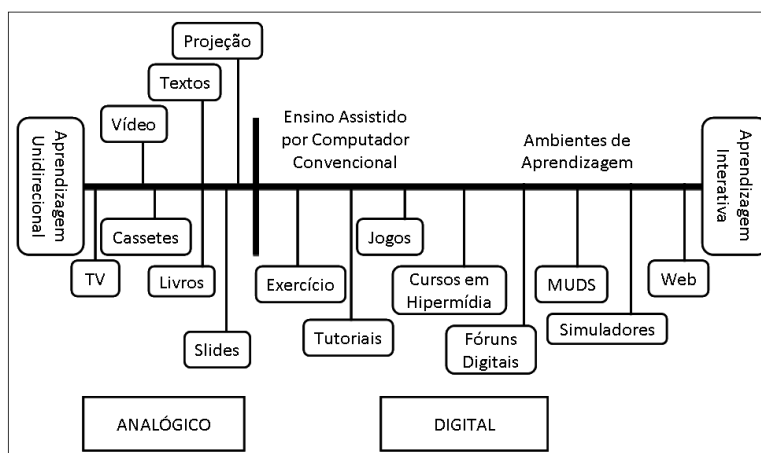 Projeção
Textos
Vídeo
Aprendizagem
Unidirecional
Ensino Assistido
por Computador
Convencional
Ambientes de
Aprendizagem
Aprendizagem
Interativa
Cassetes
Jogos
TV
Livros
Exercício
Cursos em
Hipermídia
MUDS
Web
Slides
Tutoriais
Fóruns
Digitais
Simuladores
ANALÓGICO
DIGITAL